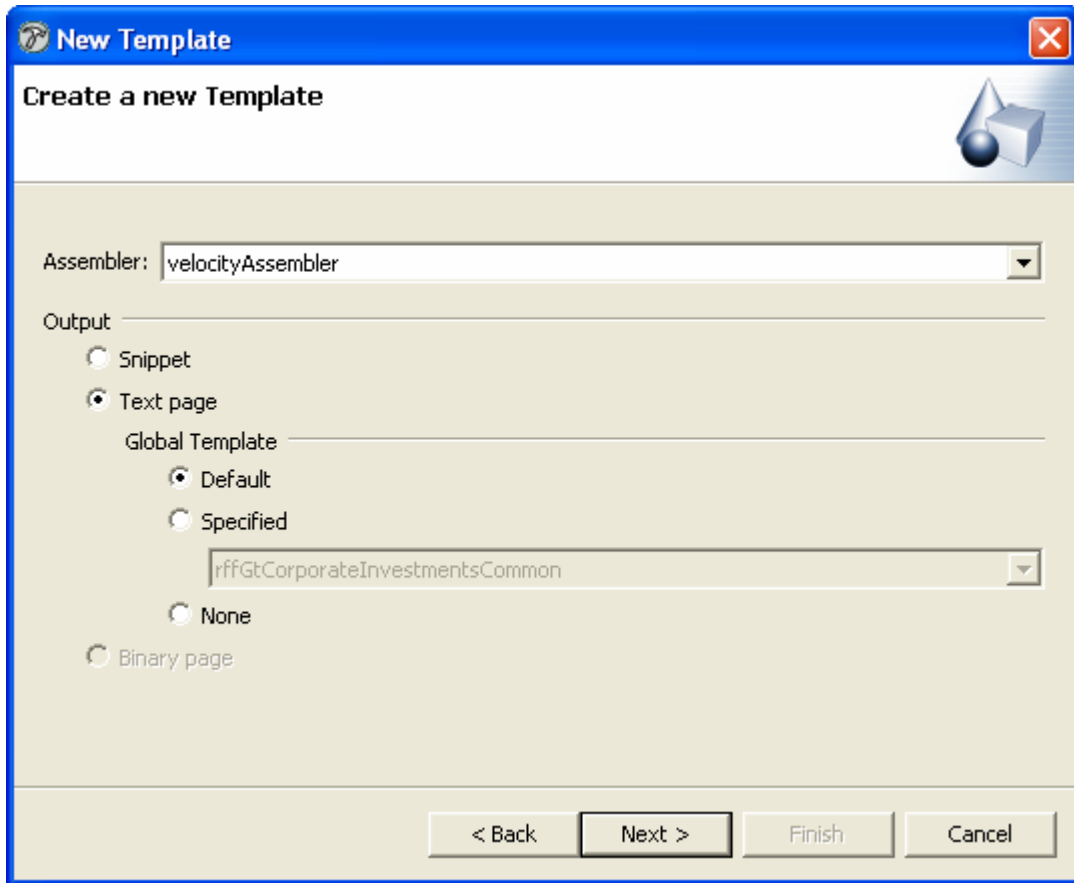 New Template
Create a new Template
Assembler: velocityAssembler
Output
Snippet
Text page
Global Template
Default
Specified
rffGtCorporateInvestmentsCommon
None
Binary page
< Back Next > Finish Cancel